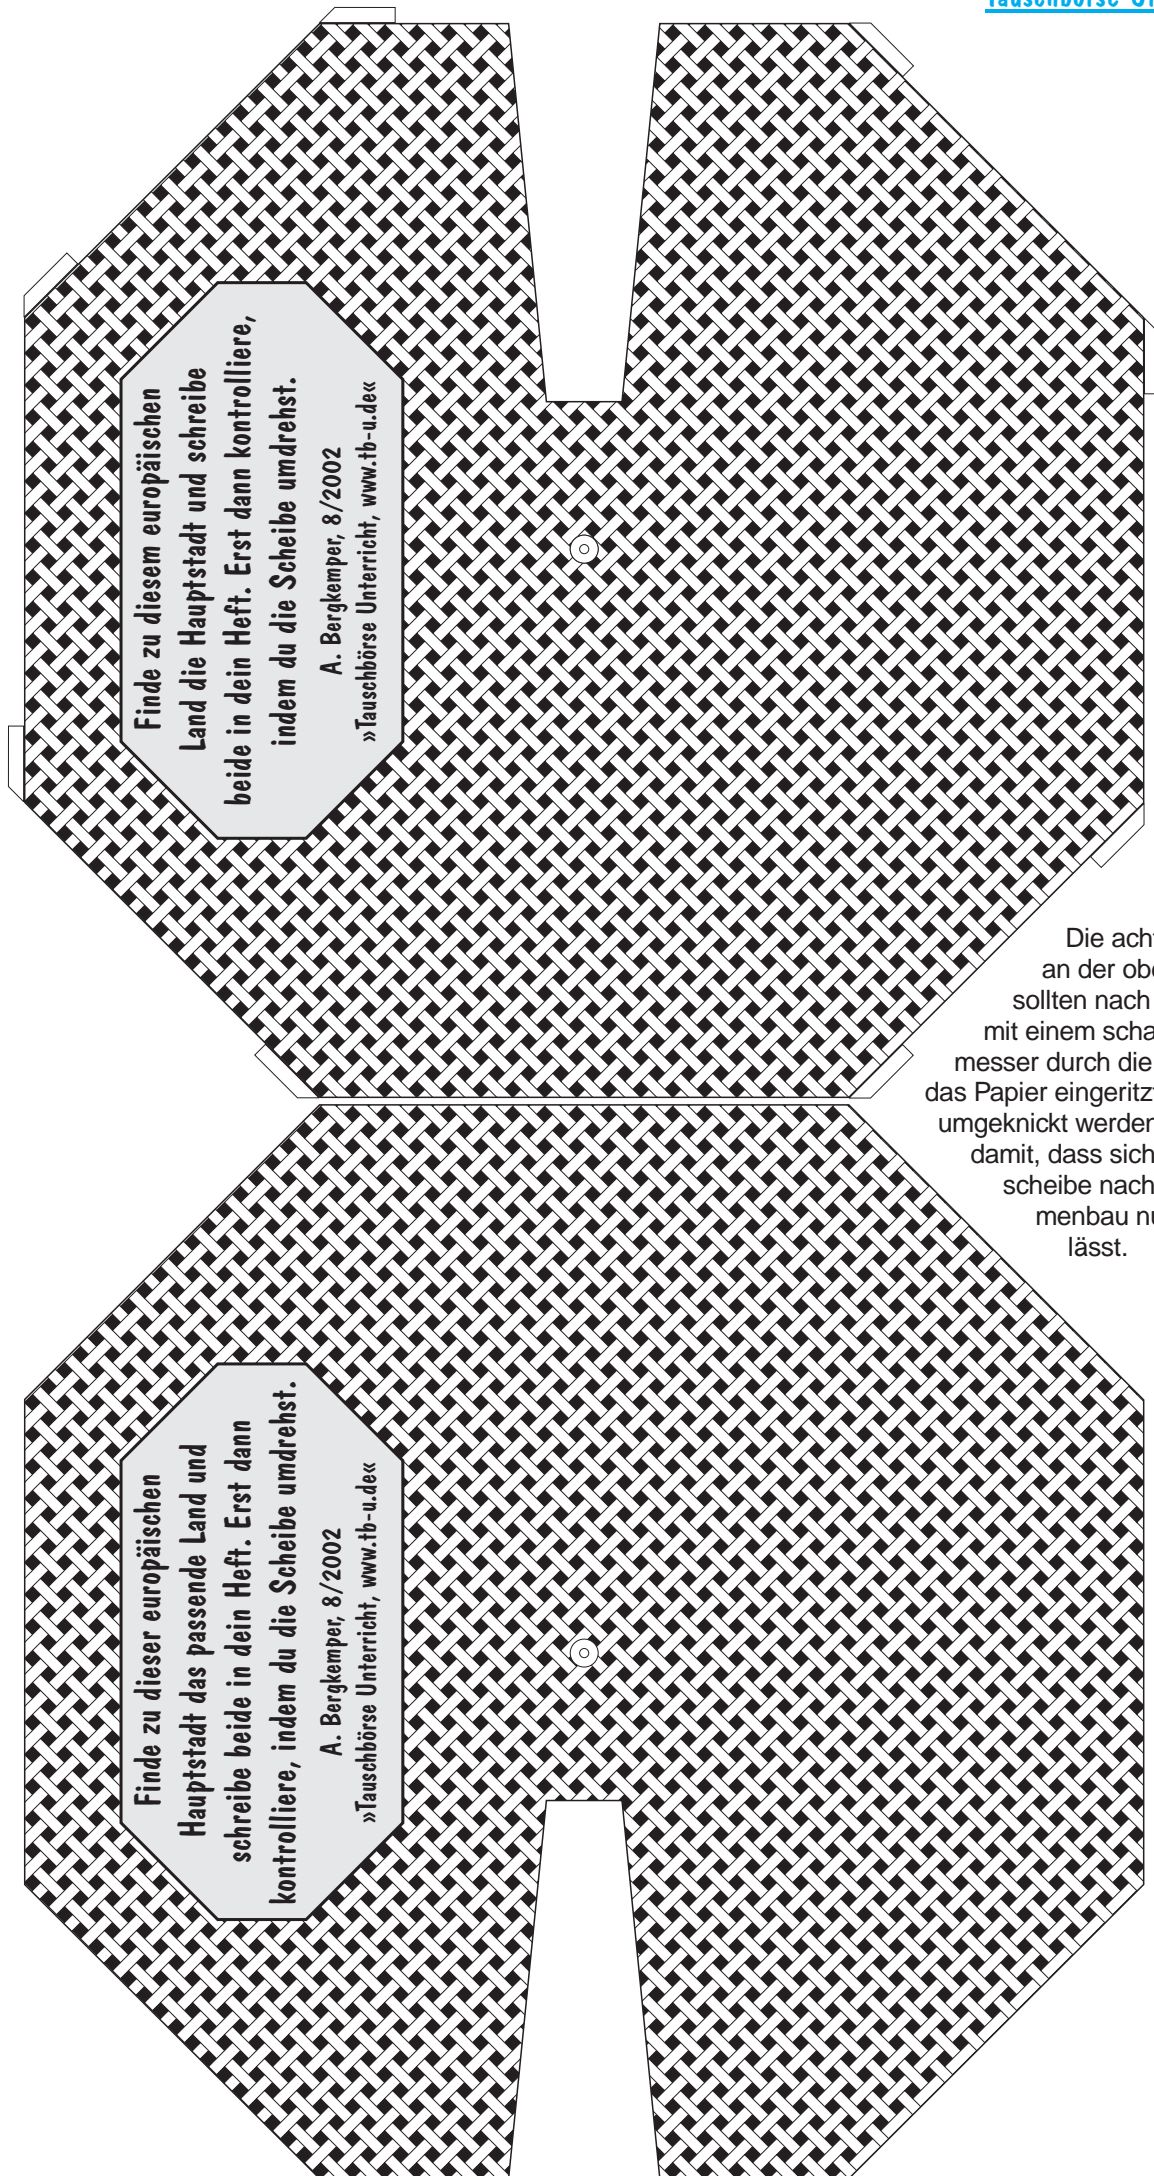 Tauschbörse
Finde zu diesem europäischen
Land die Hauptstadt und schreibe
beide in dein Heft. Erst dann kontrolliere,
indem du die Scheibe umdrehst.
A. Bergkemper, 8/2002
»Tauschbörse Unterricht, www.tb-u.de«
Die
an der
sollten nach
mit einem
messer durch die
das Papier
umgeknickt werden
damit, dass sich
scheibe nach
menbau
lässt.
Finde zu dieser europäischen
Hauptstadt das passende Land und
schreibe beide in dein Heft. Erst dann
kontrolliere, indem du die Scheibe umdrehst.
A. Bergkemper, 8/2002
»Tauschbörse Unterricht, www.tb-u.de«